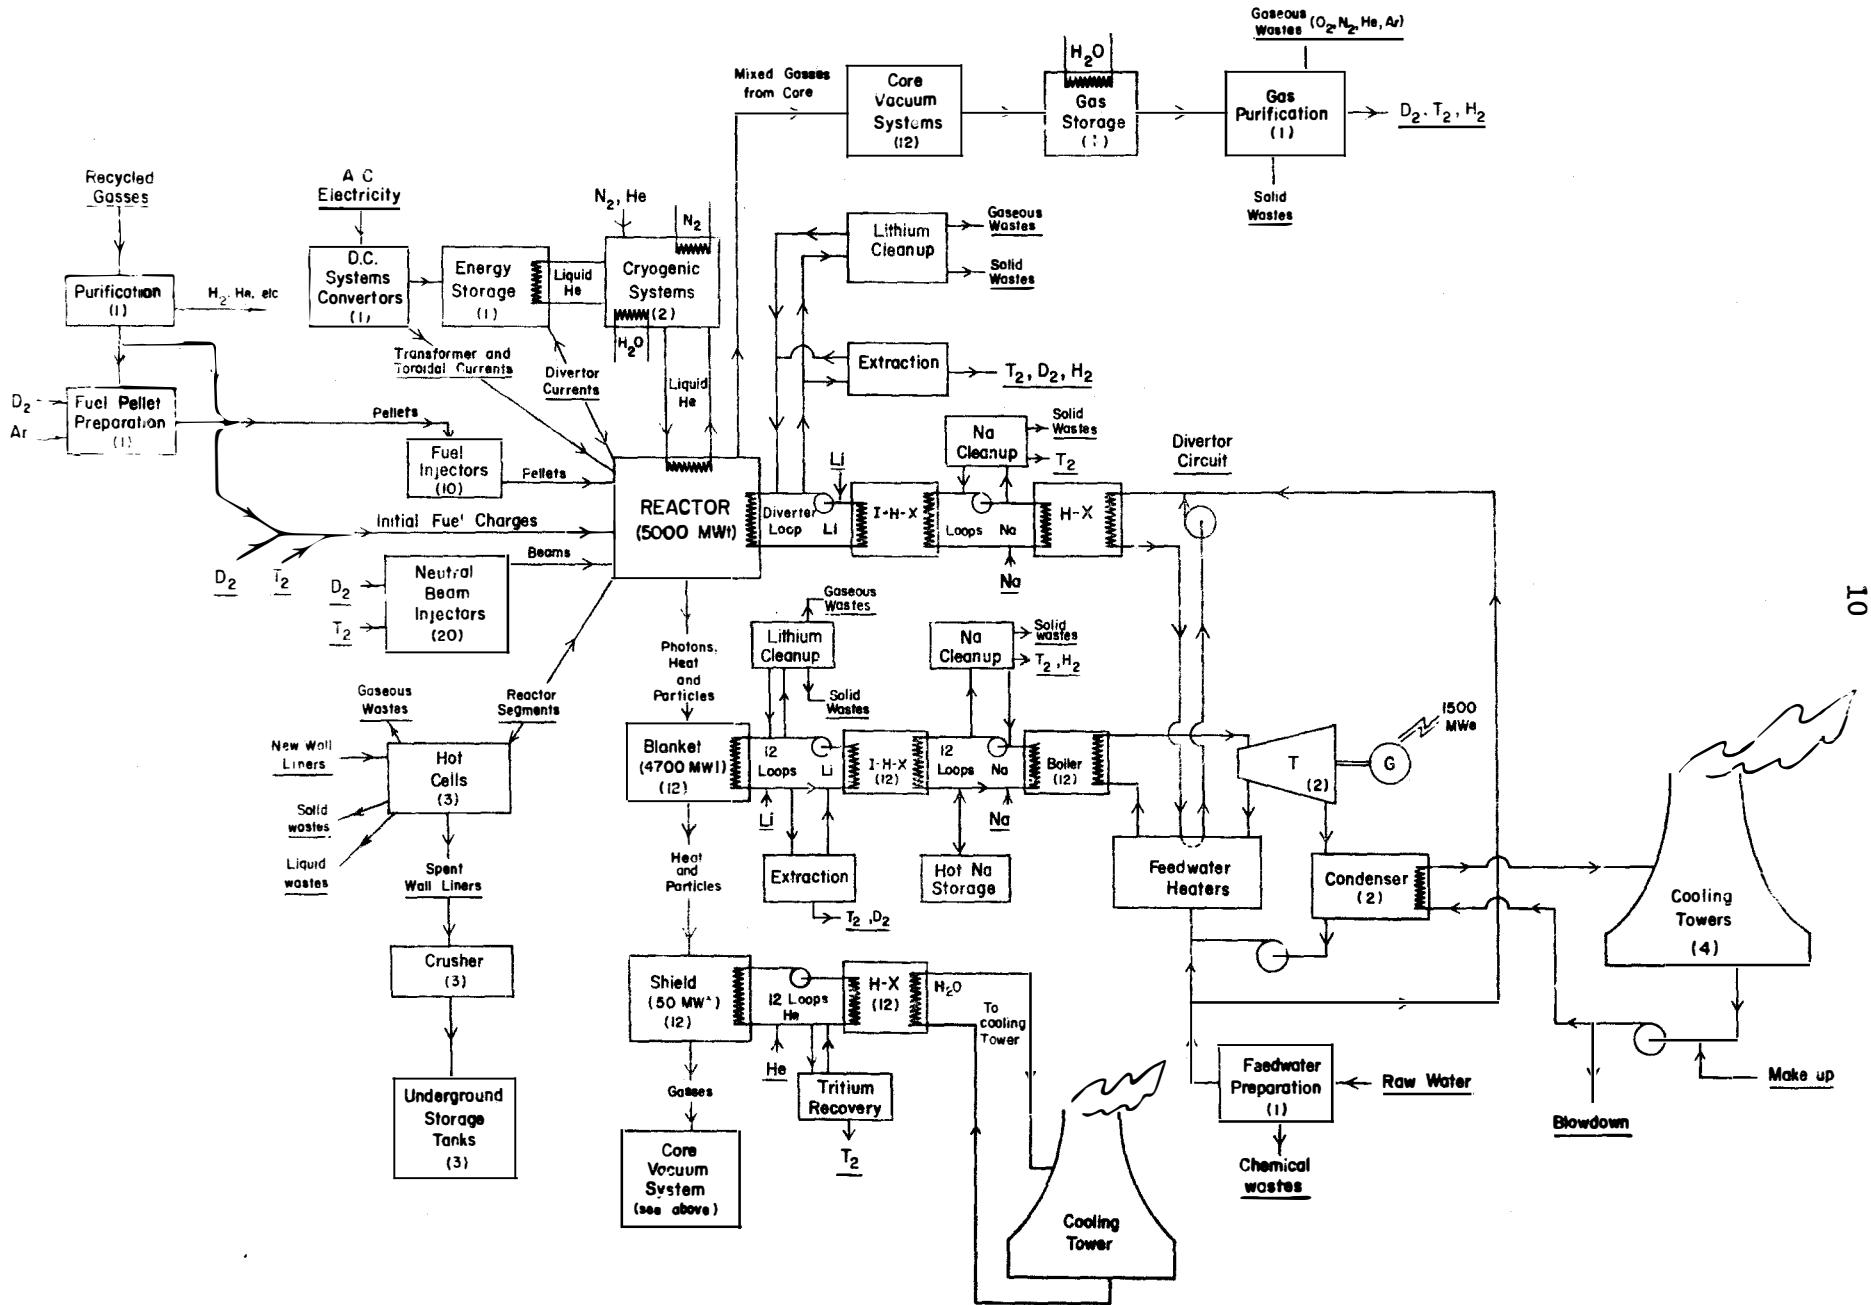 Gaseous
Wastes (O2, N2, He, Ar)
H2O
Mixed Gasses
from Core
Core
Vacuum
Systems
(12)
Gas
Storage
Gas
Purification
(1)
D2, T2, H2
Solid
Wastes
Recycled
Gasses
A C
Electricity
N2, He
N2
Purification
(1)
H2, He, etc
D.C.
Systems
Convertors
(1)
Energy
Storage
(1)
Liquid
He
Cryogenic
Systems
(2)
H2O
Lithium
Cleanup
Gaseous
Wastes
Solid
Wastes
Transformer and
Toroidal Currents
Divertor
Currents
Liquid
He
Extraction
T2, D2, H2
D2
Ar
Fuel Pellet
Preparation
(1)
Pellets
Fuel
Injectors
(10)
Pellets
Na
Cleanup
Solid
Wastes
T2
Divertor
Circuit
REACTOR
(5000 MWt)
Diverter
Loop
Li
Li
I-H-X
Loops
Na
Na
H-X
Initial Fuel Charges
D2
T2
Beams
D2
T2
Neutral
Beam
Injectors
(20)
Photons,
Heat
and
Particles
Lithium
Cleanup
Gaseous
Wastes
Solid
Wastes
Na
Cleanup
Solid
wastes
T2, H2
Reactor
Segments
Gaseous
Wastes
New Wall
Liners
Hot
Cells
(3)
Solid
wastes
Liquid
wastes
Blanket
(4700 MWt)
(12)
12
Loops
Li
Li
I-H-X
(12)
12
Loops
Na
Na
Boiler
(12)
T
(2)
G
1500
MWe
Spent
Wall Liners
Heat
and
Particles
Extraction
T2, D2
Hot Na
Storage
Feedwater
Heaters
Condenser
(2)
Cooling
Towers
(4)
Crusher
(3)
Shield
(50 MWt)
(12)
12 Loops
He
He
H-X
(12)
H2O
To
cooling
Tower
Underground
Storage
Tanks
(3)
Gasses
Tritium
Recovery
T2
Core
Vacuum
System
(see above)
Cooling
Tower
Feedwater
Preparation
(1)
Raw Water
Chemical
wastes
Make up
Blowdown
10